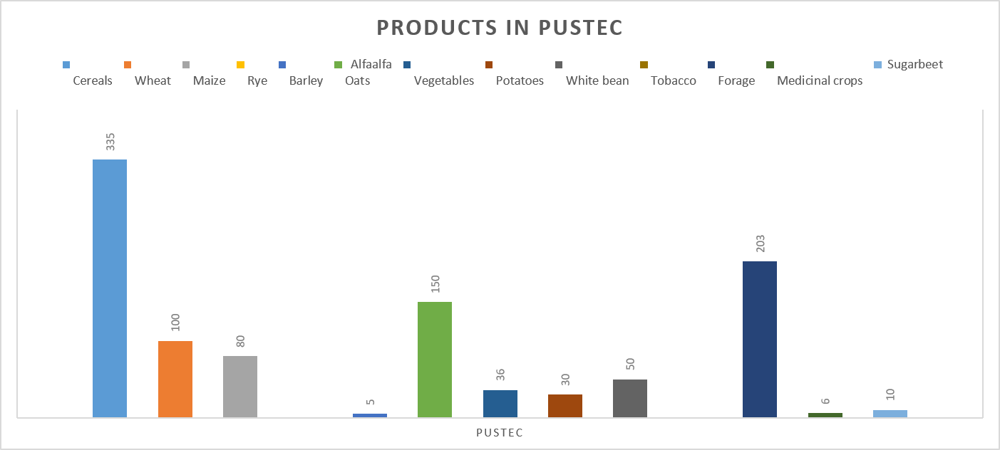 PRODUCTS IN PUSTEC
Alfaalfa Sugarbeet
Cereals Wheat Maize Rye Barley Oats Vegetables Potatoes White bean Tobacco Forage Medicinal crops
335
100
80
5
150
36
30
50
203
6
10
PUSTEC